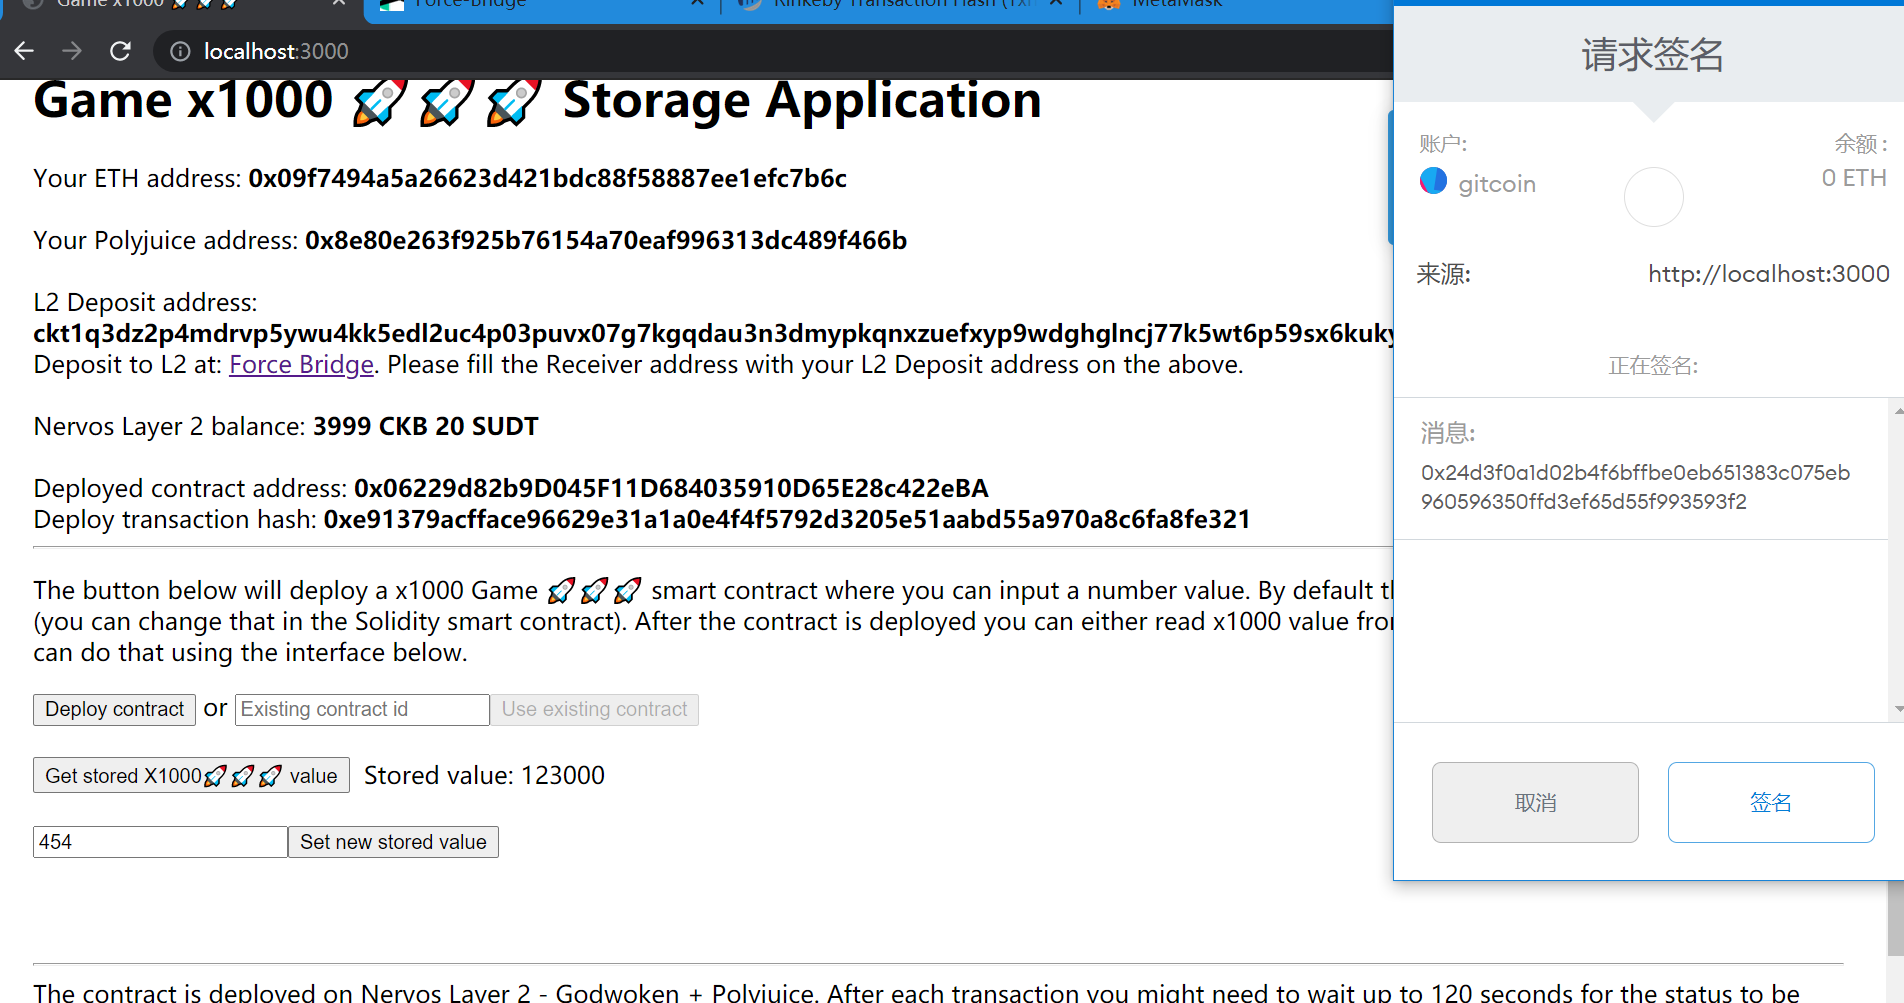 Game x1000 🚀🚀🚀
Force-Bridge
Rinkeby Transaction Hash (Txn
MetaMask
localhost:3000
Game x1000 🚀🚀🚀 Storage Application
Your ETH address: 0x09f7494a5a26623d421bdc88f58887ee1efc7b6c
Your Polyjuice address: 0x8e80e263f925b76154a70eaf996313dc489f466b
L2 Deposit address:
ckt1q3dz2p4mdrvp5ywu4kk5edl2uc4p03puvx07g7kgqdau3n3dmypkqnxzuefxyp9wdghglncj77k5wt6p59sx6kuky
Deposit to L2 at: Force Bridge. Please fill the Receiver address with your L2 Deposit address on the above.
Nervos Layer 2 balance: 3999 CKB 20 SUDT
Deployed contract address: 0x06229d82b9D045F11D684035910D65E28c422eBA
Deploy transaction hash: 0xe91379acfface96629e31a1a0e4f4f5792d3205e51aabd55a970a8c6fa8fe321
The button below will deploy a x1000 Game 🚀🚀🚀 smart contract where you can input a number value. By default
(you can change that in the Solidity smart contract). After the contract is deployed you can either read x1000 value
can do that using the interface below.
Deploy contract or Existing contract id Use existing contract
Get stored X1000🚀🚀🚀 value Stored value: 123000
454 Set new stored value
The contract is deployed on Nervos Layer 2 - Godwoken + Polyjuice. After each transaction you might need to wait up to 120 seconds for the status to be
请求签名
账户: 余额 :
gitcoin 0 ETH
来源: http://localhost:3000
正在签名:
消息:
0x24d3f0a1d02b4f6bffbe0eb651383c075eb
960596350ffd3ef65d55f993593f2
取消 签名